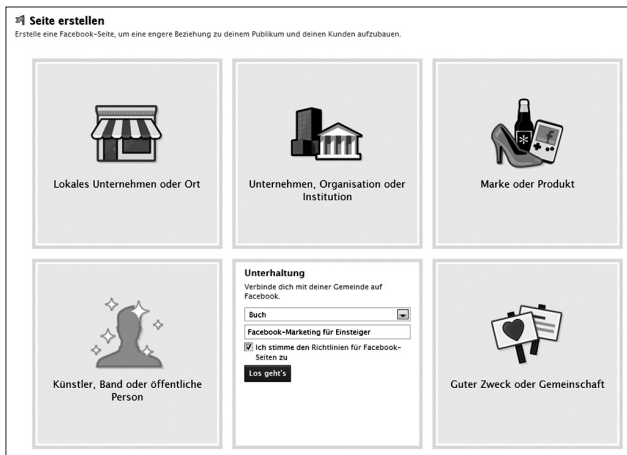 Seite erstellen
Erstelle eine Facebook-Seite, um eine engere Beziehung zu deinem Publikum und deinen Kunden aufzubauen.
Lokales Unternehmen oder Ort
Unternehmen, Organisation oder
Institution
Marke oder Produkt
Künstler, Band oder öffentliche
Person
Unterhaltung
Verbinde dich mit deiner Gemeinde auf
Facebook.
Buch
Facebook-Marketing für Einsteiger
Ich stimme den Richtlinien für Facebook-
Seiten zu
Los geht's
Guter Zweck oder Gemeinschaft